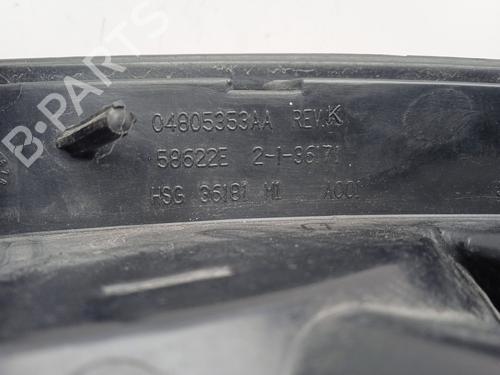 B-PARTS
04805353AA REV.K
58622E 2-1-36171
HSG 36181 M1